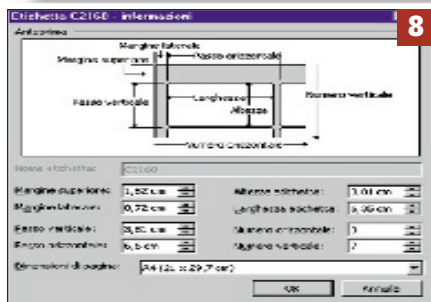 Etichetta C2160 - informazioni
8
Anteprima
Margine laterale
Margine superiore
Passo orizzontale
Passo verticale
Larghezza
Altezza
Numero verticale
Numero orizzontale
Nome etichetta: C2160
Margine superiore: 1,52 cm Altezza etichetta: 3,81 cm
Margine laterale: 0,72 cm Larghezza etichetta: 6,35 cm
Passo verticale: 3,81 cm Numero orizzontale: 3
Passo orizzontale: 6,6 cm Numero verticale: 7
Dimensioni di pagina: A4 (21 x 29,7 cm)
OK Annulla